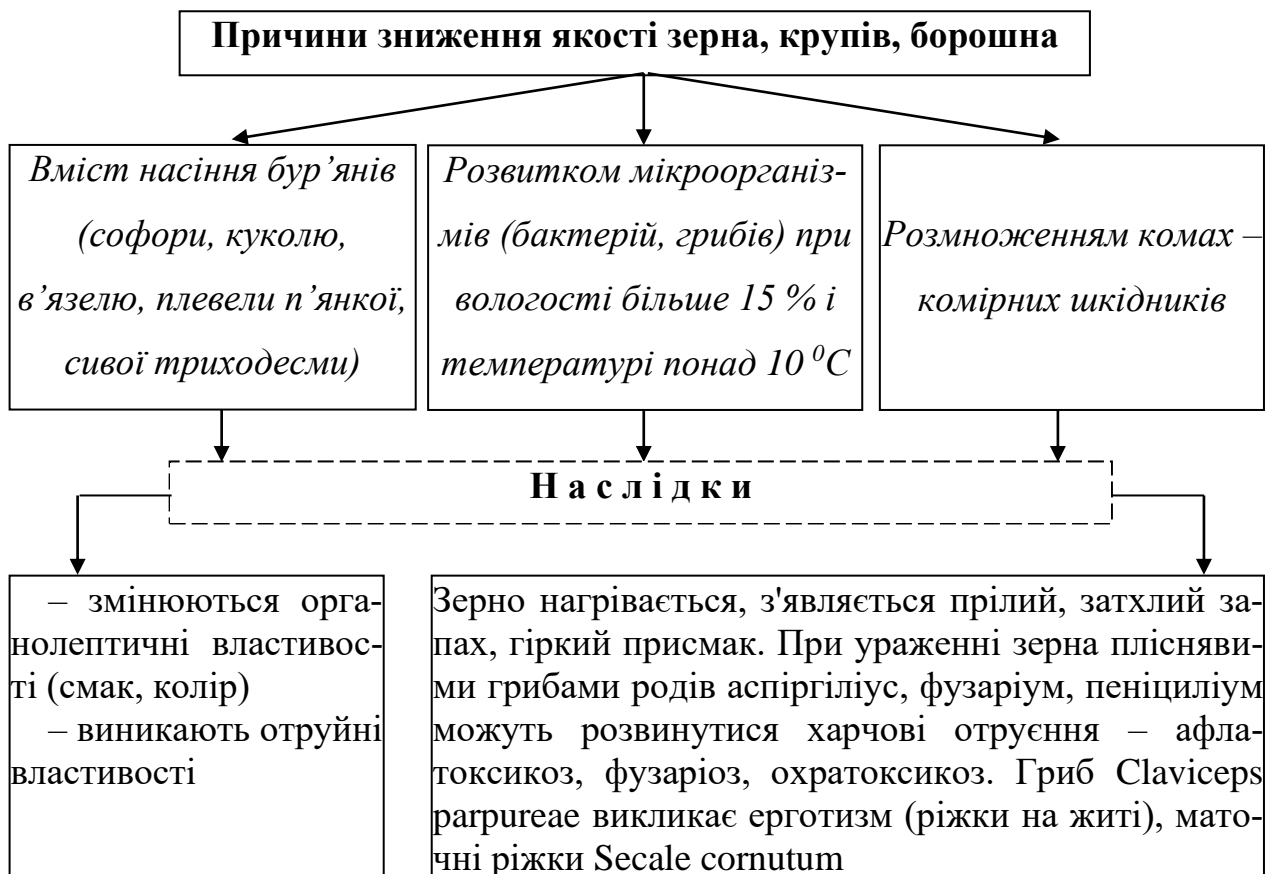 Причини зниження якості зерна, крупів, борошна
Вміст насіння бур’янів
(софори, куколю,
в’язелю, плевели п’янкої,
сивої триходесми)
Розвитком мікроорганіз-
мів (бактерій, грибів) при
вологості більше 15 % і
температурі понад 10 ⁰С
Розмноженням комах –
комірних шкідників
Н а с л і д к и
– змінюються орга-
нолептичні властивос-
ті (смак, колір)
– виникають отруйні
властивості
Зерно нагрівається, з'являється прілий, затхлий за-
пах, гіркий присмак. При ураженні зерна пліснявими
ми грибами родів аспіргіліус, фузаріум, пеніциліум
можуть розвинутися харчові отруєння – афла-
токсикоз, фузаріоз, охратоксикоз. Гриб Claviceps
parpureae викликає ерготизм (ріжки на житі), мато-
чні ріжки Secale cornutum